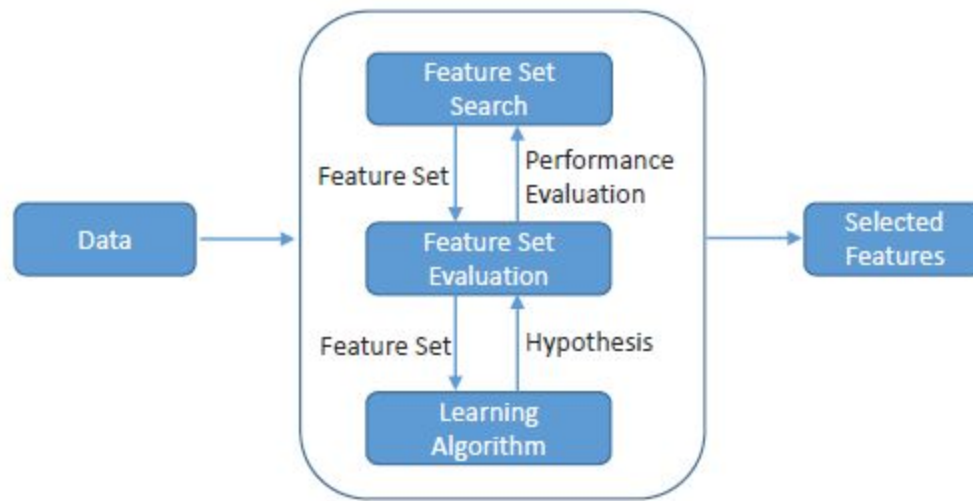 Feature Set
Search
Feature Set
Performance
Evaluation
Data
Feature Set
Evaluation
Selected
Features
Feature Set
Hypothesis
Learning
Algorithm